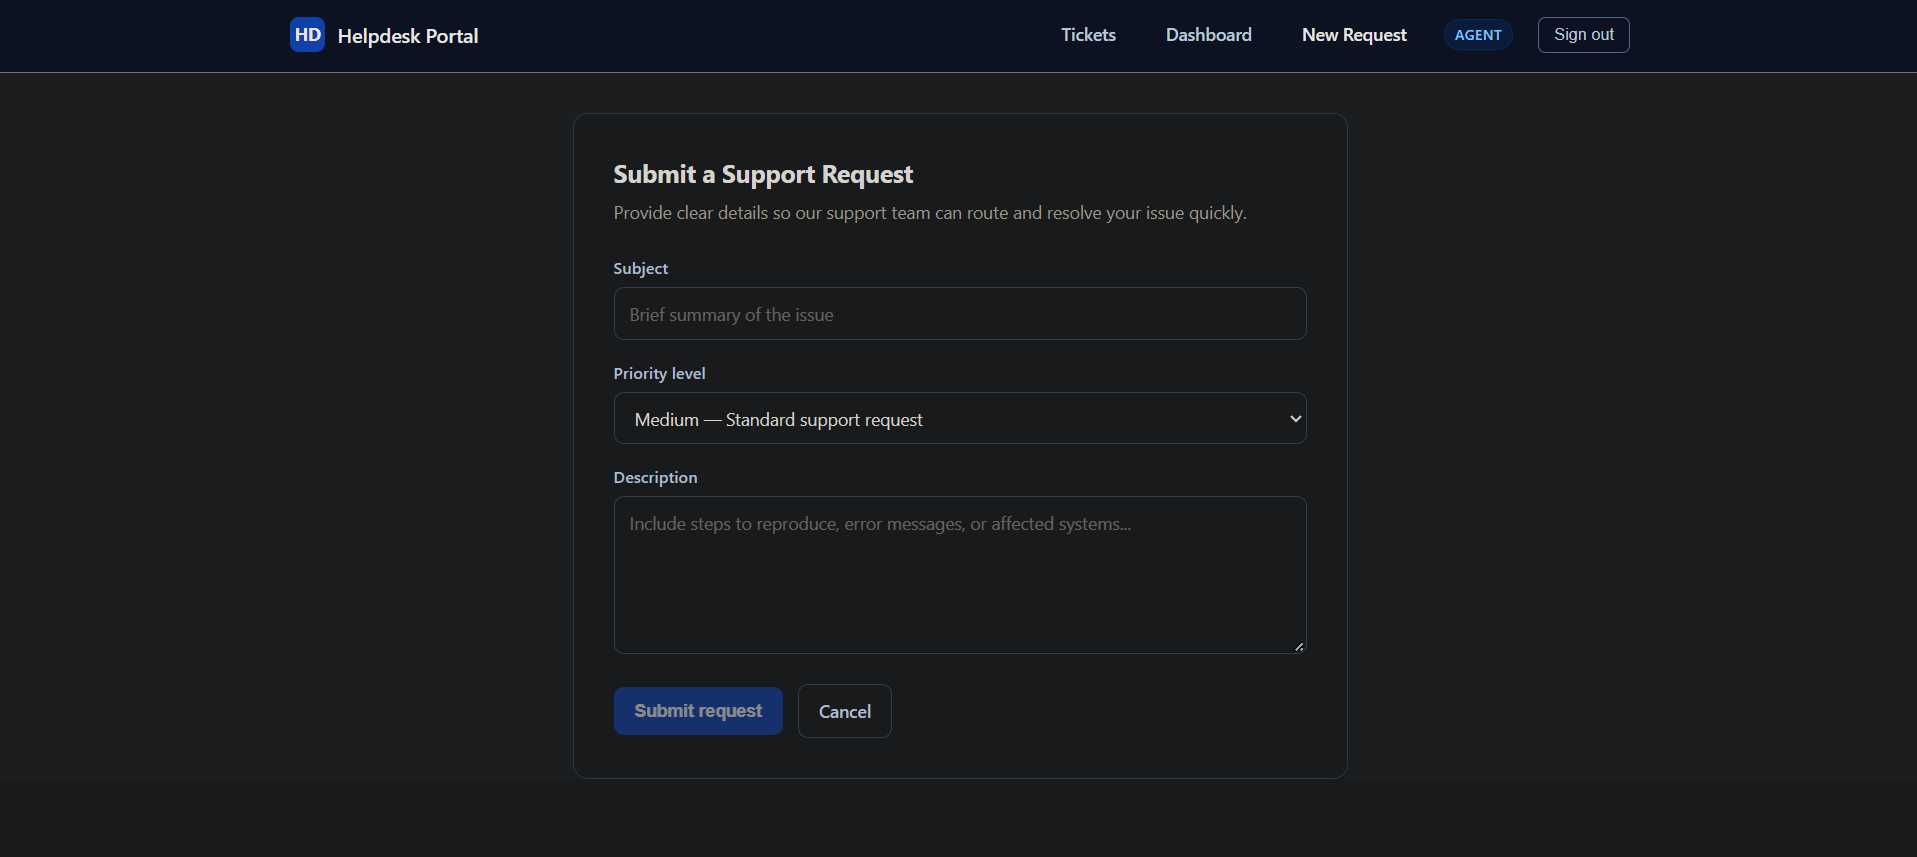 HD Helpdesk Portal Tickets Dashboard New Request AGENT Sign out
Submit a Support Request
Provide clear details so our support team can route and resolve your issue quickly.
Subject
Brief summary of the issue
Priority level
Medium — Standard support request
Description
Include steps to reproduce, error messages, or affected systems...
Submit request Cancel